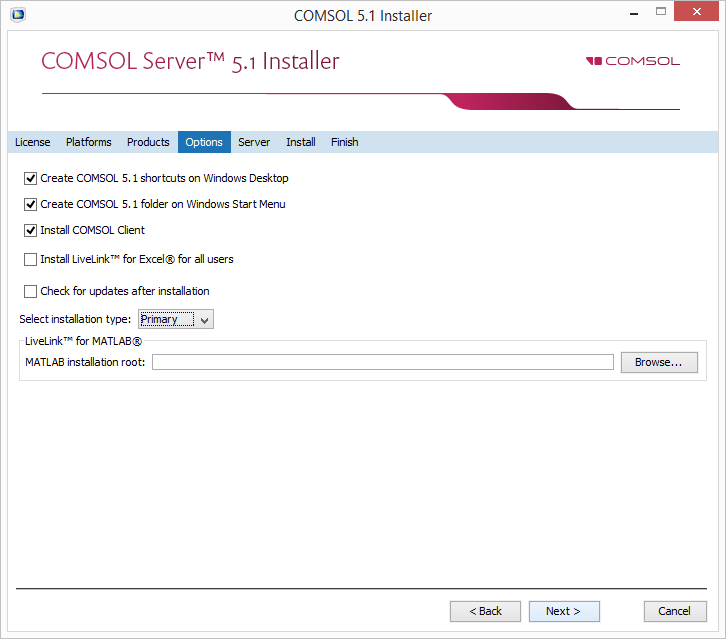 COMSOL 5.1 Installer
COMSOL Server™ 5.1 Installer
COMSOL
License Platforms Products Options Server Install Finish
Create COMSOL 5.1 shortcuts on Windows Desktop
Create COMSOL 5.1 folder on Windows Start Menu
Install COMSOL Client
Install LiveLink™ for Excel® for all users
Check for updates after installation
Select installation type: Primary
LiveLink™ for MATLAB®
MATLAB installation root: Browse...
< Back Next > Cancel